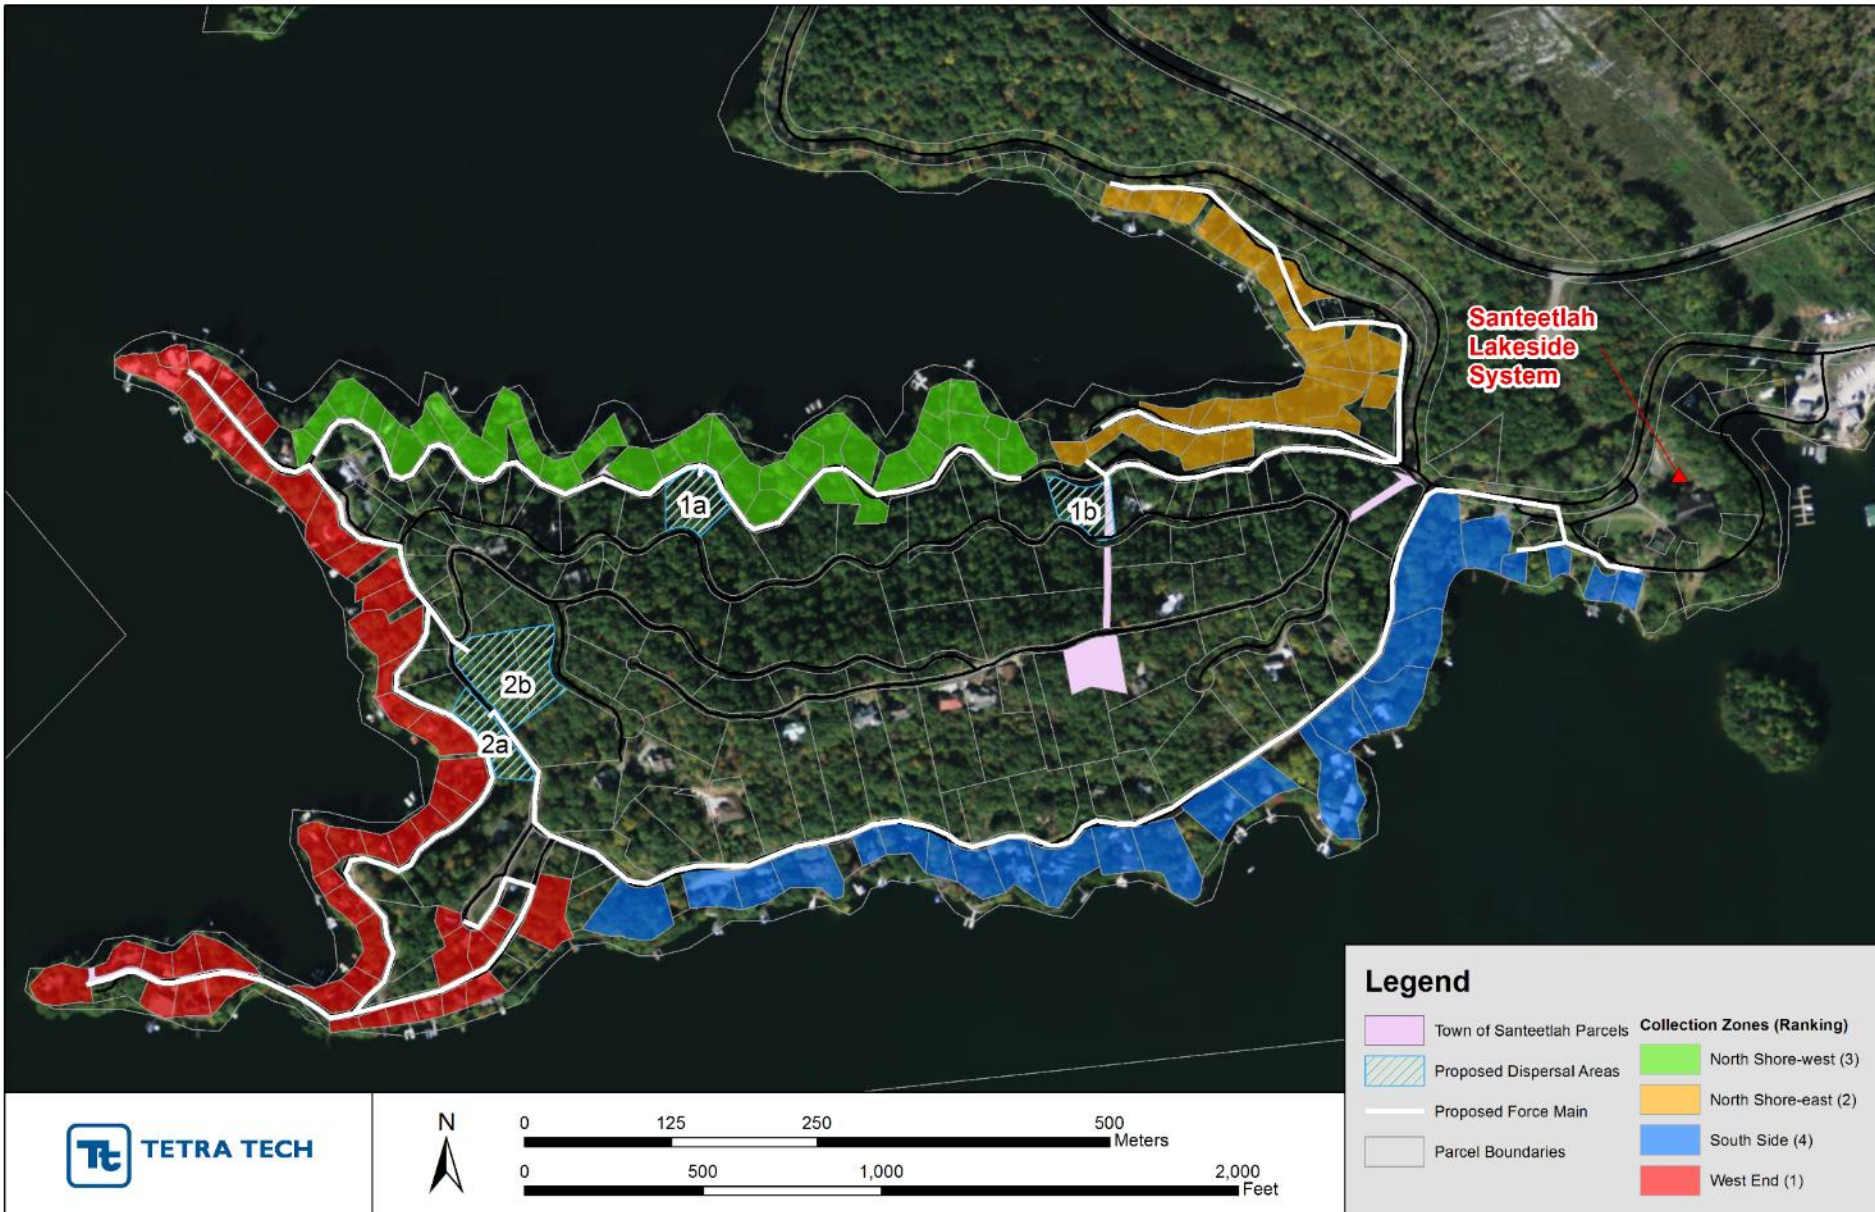 Santeetlah
Lakeside
System
1a
1b
2b
2a
Legend
Town of Santeetlah Parcels
Proposed Dispersal Areas
Proposed Force Main
Parcel Boundaries
Collection Zones (Ranking)
North Shore-west (3)
North Shore-east (2)
South Side (4)
West End (1)
Tt TETRA TECH
N
0 125 250 500
Meters
0 500 1,000 2,000
Feet